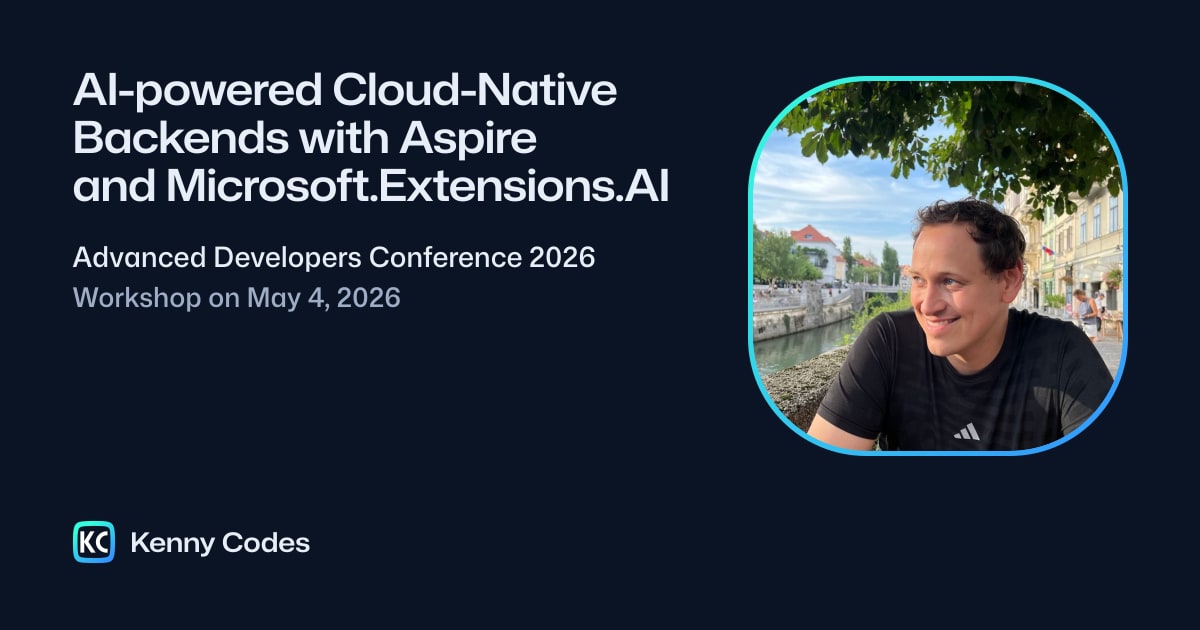 AI-powered Cloud-Native
Backends with Aspire
and Microsoft.Extensions.AI
Advanced Developers Conference 2026
Workshop on May 4, 2026
KC Kenny Codes